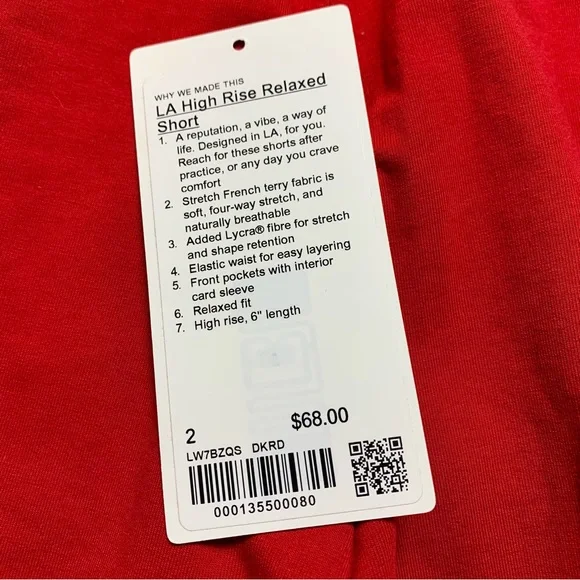 WHY WE MADE THIS
LA High Rise Relaxed
Short
1. A reputation, a vibe, a way of
life. Designed in LA, for you.
Reach for these shorts after
practice, or any day you crave
comfort
2. Stretch French terry fabric is
soft, four-way stretch, and
naturally breathable
3. Added Lycra® fibre for stretch
and shape retention
4. Elastic waist for easy layering
5. Front pockets with interior
card sleeve
6. Relaxed fit
7. High rise, 6" length
2 $68.00
LW7BZQS DKRD
000135500080